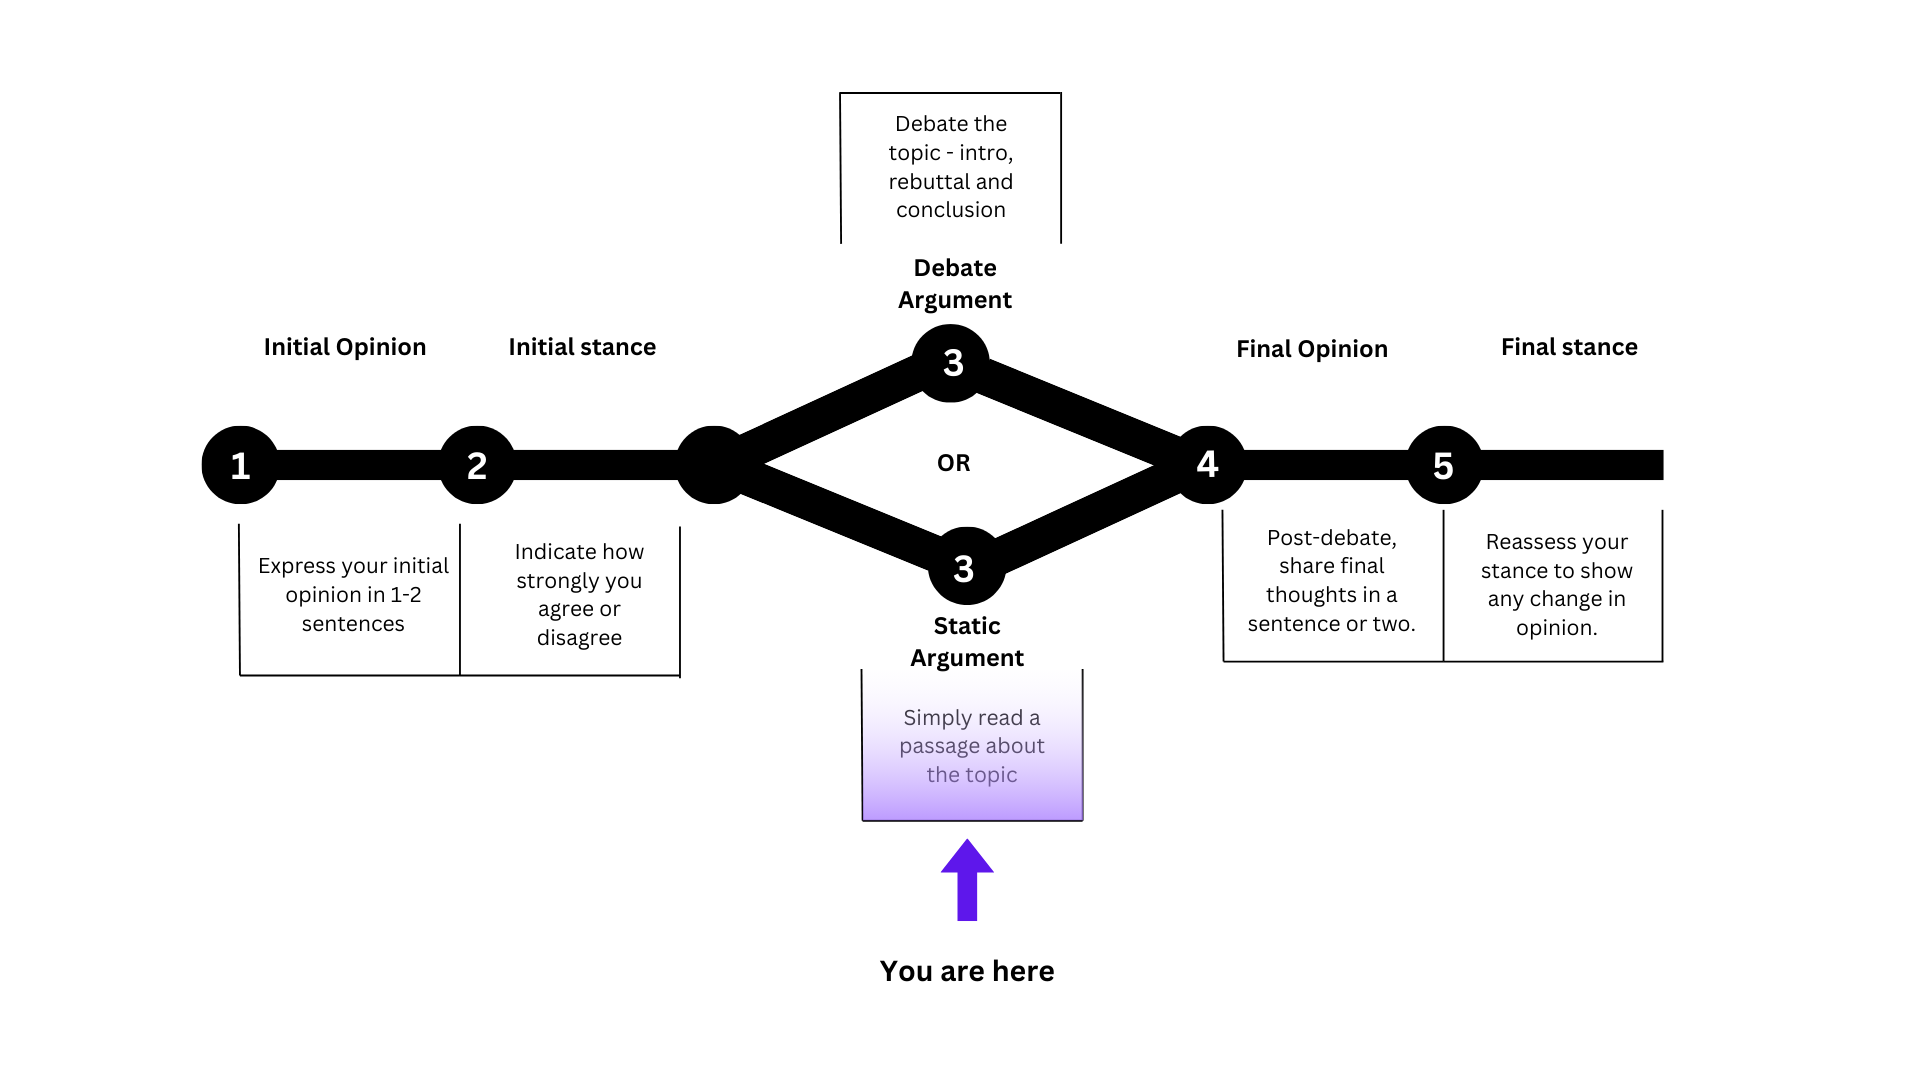 Debate the
topic - intro,
rebuttal and
conclusion
Debate
Argument
Initial Opinion
Initial stance
Final Opinion
Final stance
3
1
2
OR
4
5
Express your initial
opinion in 1-2
sentences
Indicate how
strongly you
agree or
disagree
3
Static
Argument
Simply read a
passage about
the topic
Post-debate,
share final
thoughts in a
sentence or two.
Reassess your
stance to show
any change in
opinion.
You are here